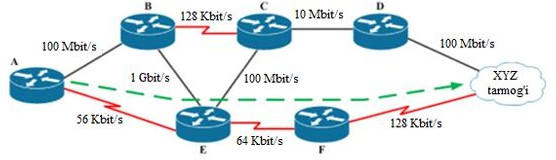 B
128 Kbit/s
C
10 Mbit/s
D
100 Mbit/s
100 Mbit/s
A
1 Gbit/s
100 Mbit/s
XYZ
tarmog'i
56 Kbit/s
E
64 Kbit/s
F
128 Kbit/s